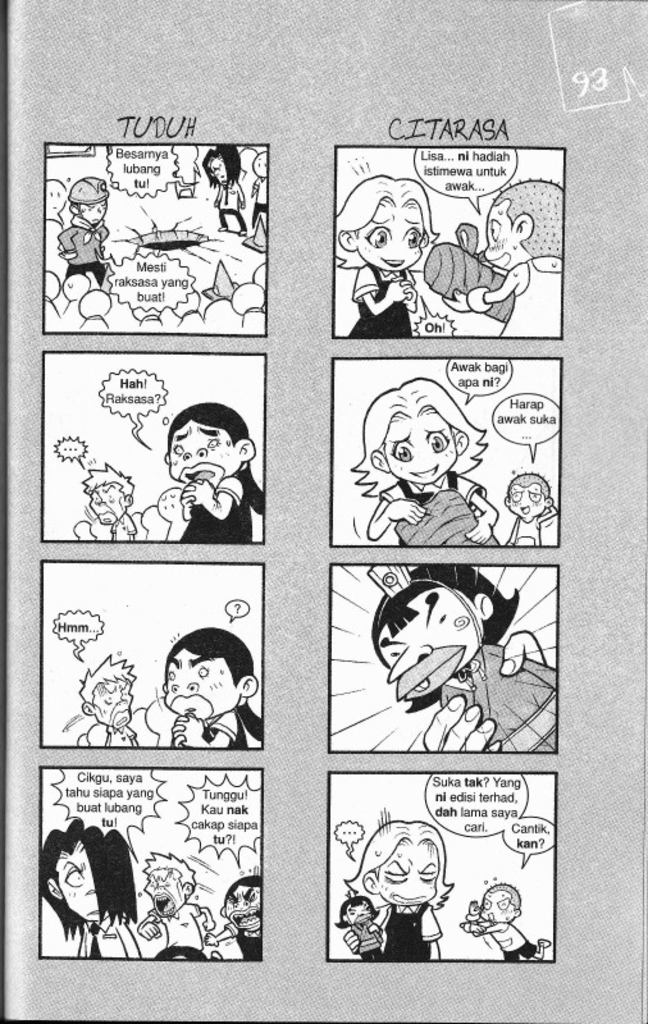 93
TUDUH
Besarnya
lubang
tu!
Mesti
raksasa yang
buat!
Hah!
Raksasa?
...
Hmm...
?
Cikgu, saya
tahu siapa yang
buat lubang
tu!
Tunggu!
Kau nak
cakap siapa
tu?!
CITARASA
Lisa... ni hadiah
istimewa untuk
awak...
Oh!
Awak bagi
apa ni?
Harap
awak suka
...
...
Suka tak? Yang
ni edisi terhad,
dah lama saya
cari.
Cantik,
kan?